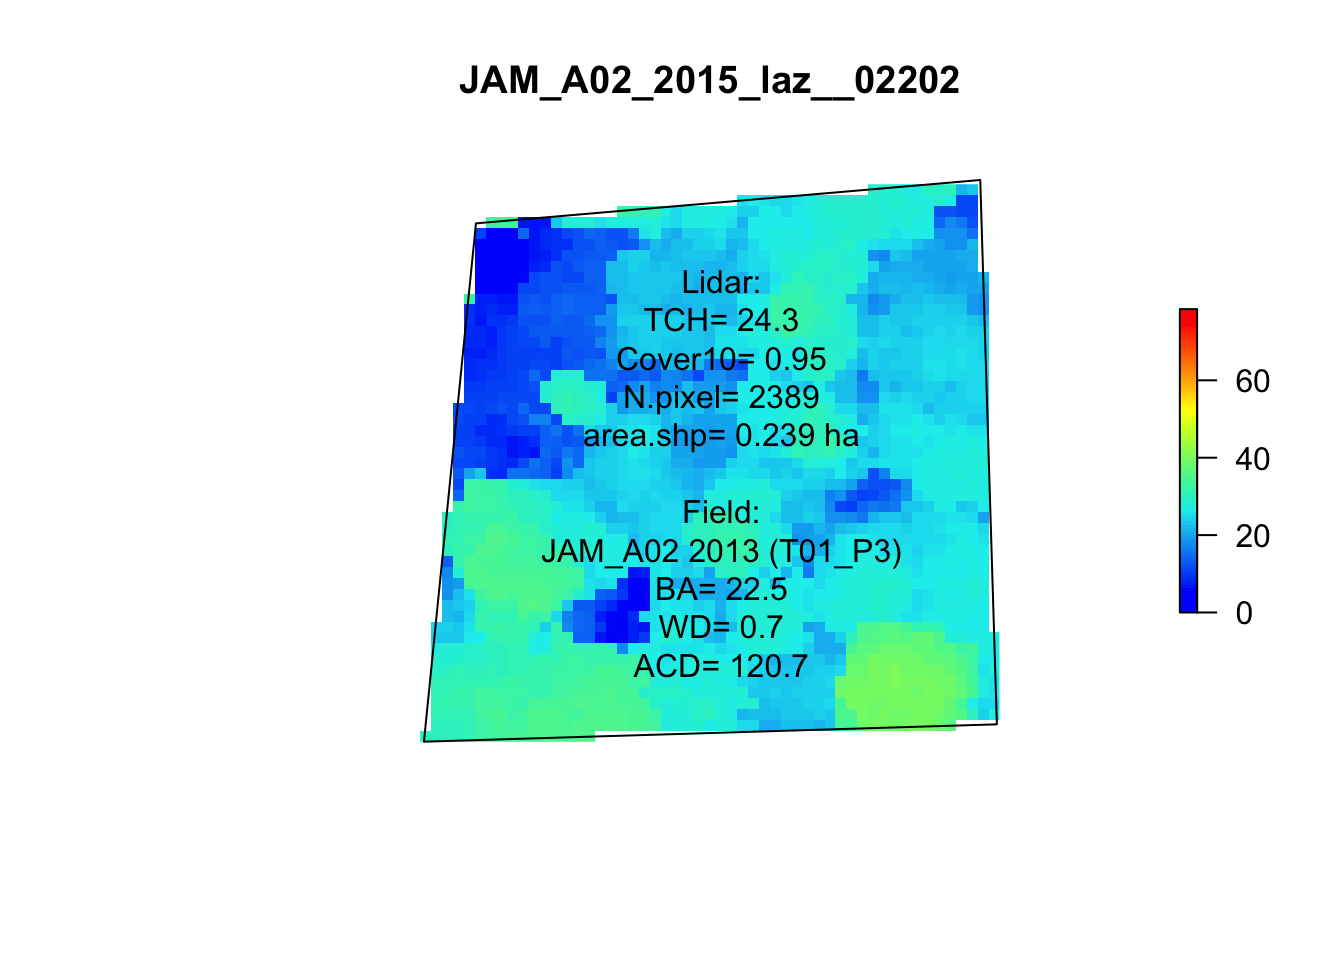 JAM_A02_2015_laz__02202
Lidar:
TCH= 24.3
Cover10= 0.95
N.pixel= 2389
area.shp= 0.239 ha
Field:
JAM_A02 2013 (T01_P3)
BA= 22.5
WD= 0.7
ACD= 120.7
60
40
20
0